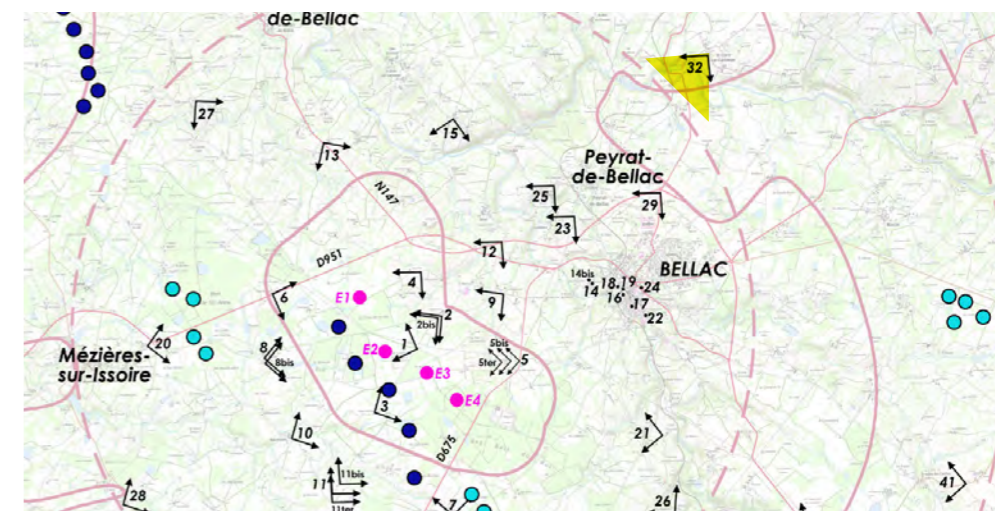 de-Bellac
32
27
15
13
Peyrat-
de-Bellac
N147
25
29
23
D951
12
BELLAC
14bis
14
18
19
24
16
17
22
4
6
E1
9
2
2bis
1
5bis
5ter
5
20
8
8bis
E2
E3
E4
Mézières-
sur-Issoire
3
10
D675
21
11bis
11
11ter
28
7
26
41